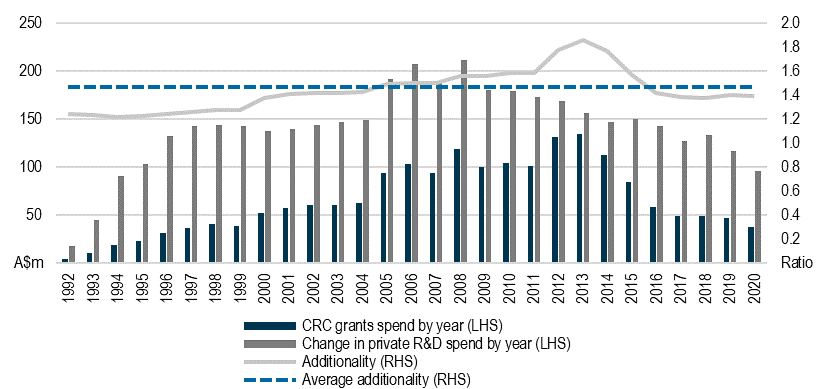 250 2.0
1.8
200 1.6
1.4
150 1.2
1.0
100 0.8
0.6
50 0.4
0.2
A$m Ratio
1992 1993 1994 1995 1996 1997 1998 1999 2000 2001 2002 2003 2004 2005 2006 2007 2008 2009 2010 2011 2012 2013 2014 2015 2016 2017 2018 2019 2020
CRC grants spend by year (LHS)
Change in private R&D spend by year (LHS)
Additionality (RHS)
Average additionality (RHS)